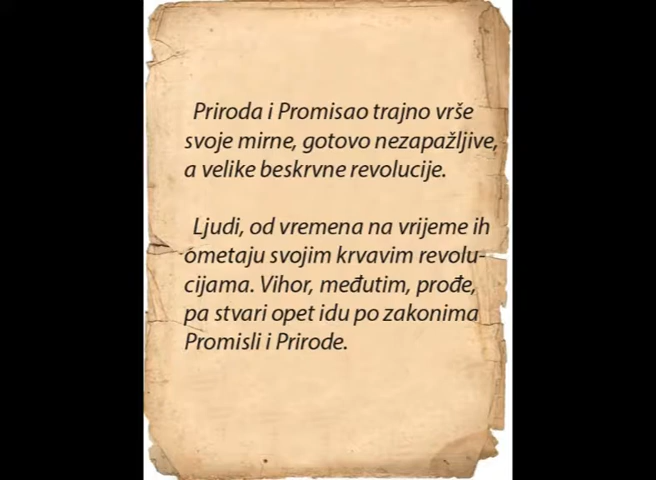 Priroda i Promisao trajno vrše
svoje mirne, gotovo nezapažljive,
a velike beskrvne revolucije.
Ljudi, od vremena na vrijeme ih
ometaju svojim krvavim revolu-
cijama. Vihor, međutim, prođe,
pa stvari opet idu po zakonima
Promisli i Prirode.